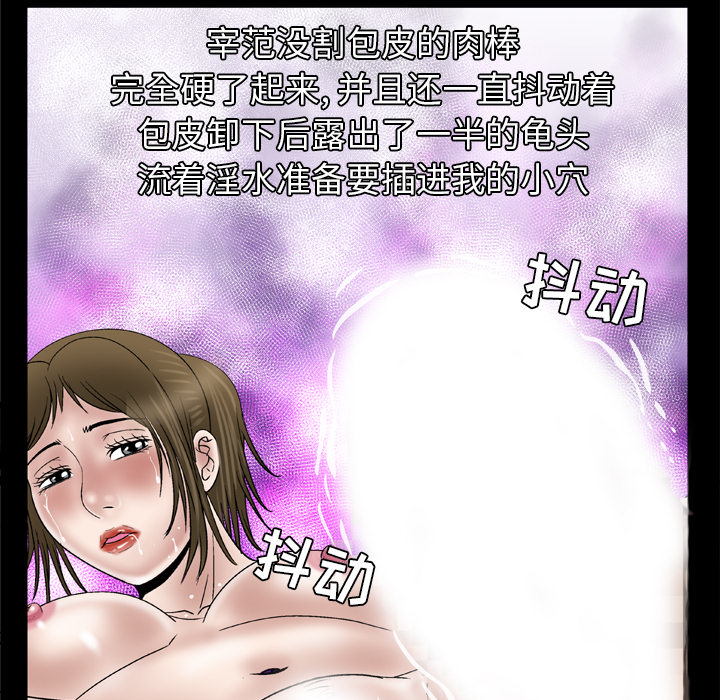 宰范没割包皮的肉棒
完全硬了起来, 并且还一直抖动着
包皮卸下后露出了一半的龟头
流着淫水准备要插进我的小穴
抖动
抖动